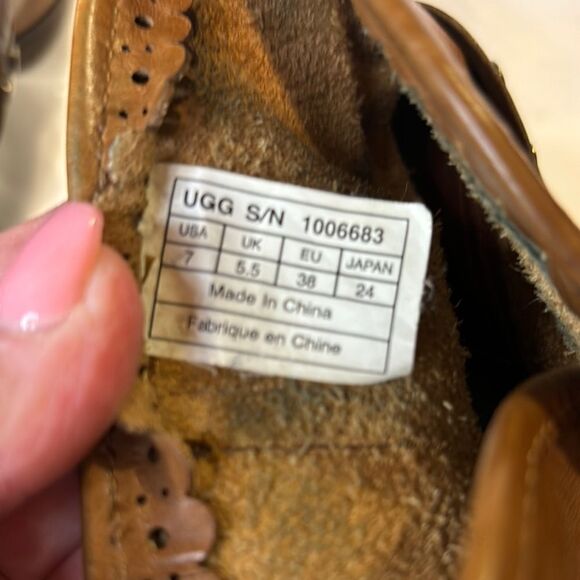 UGG S/N 1006683
USA UK EU JAPAN
7 5.5 38 24
Made In China
Fabrique en Chine